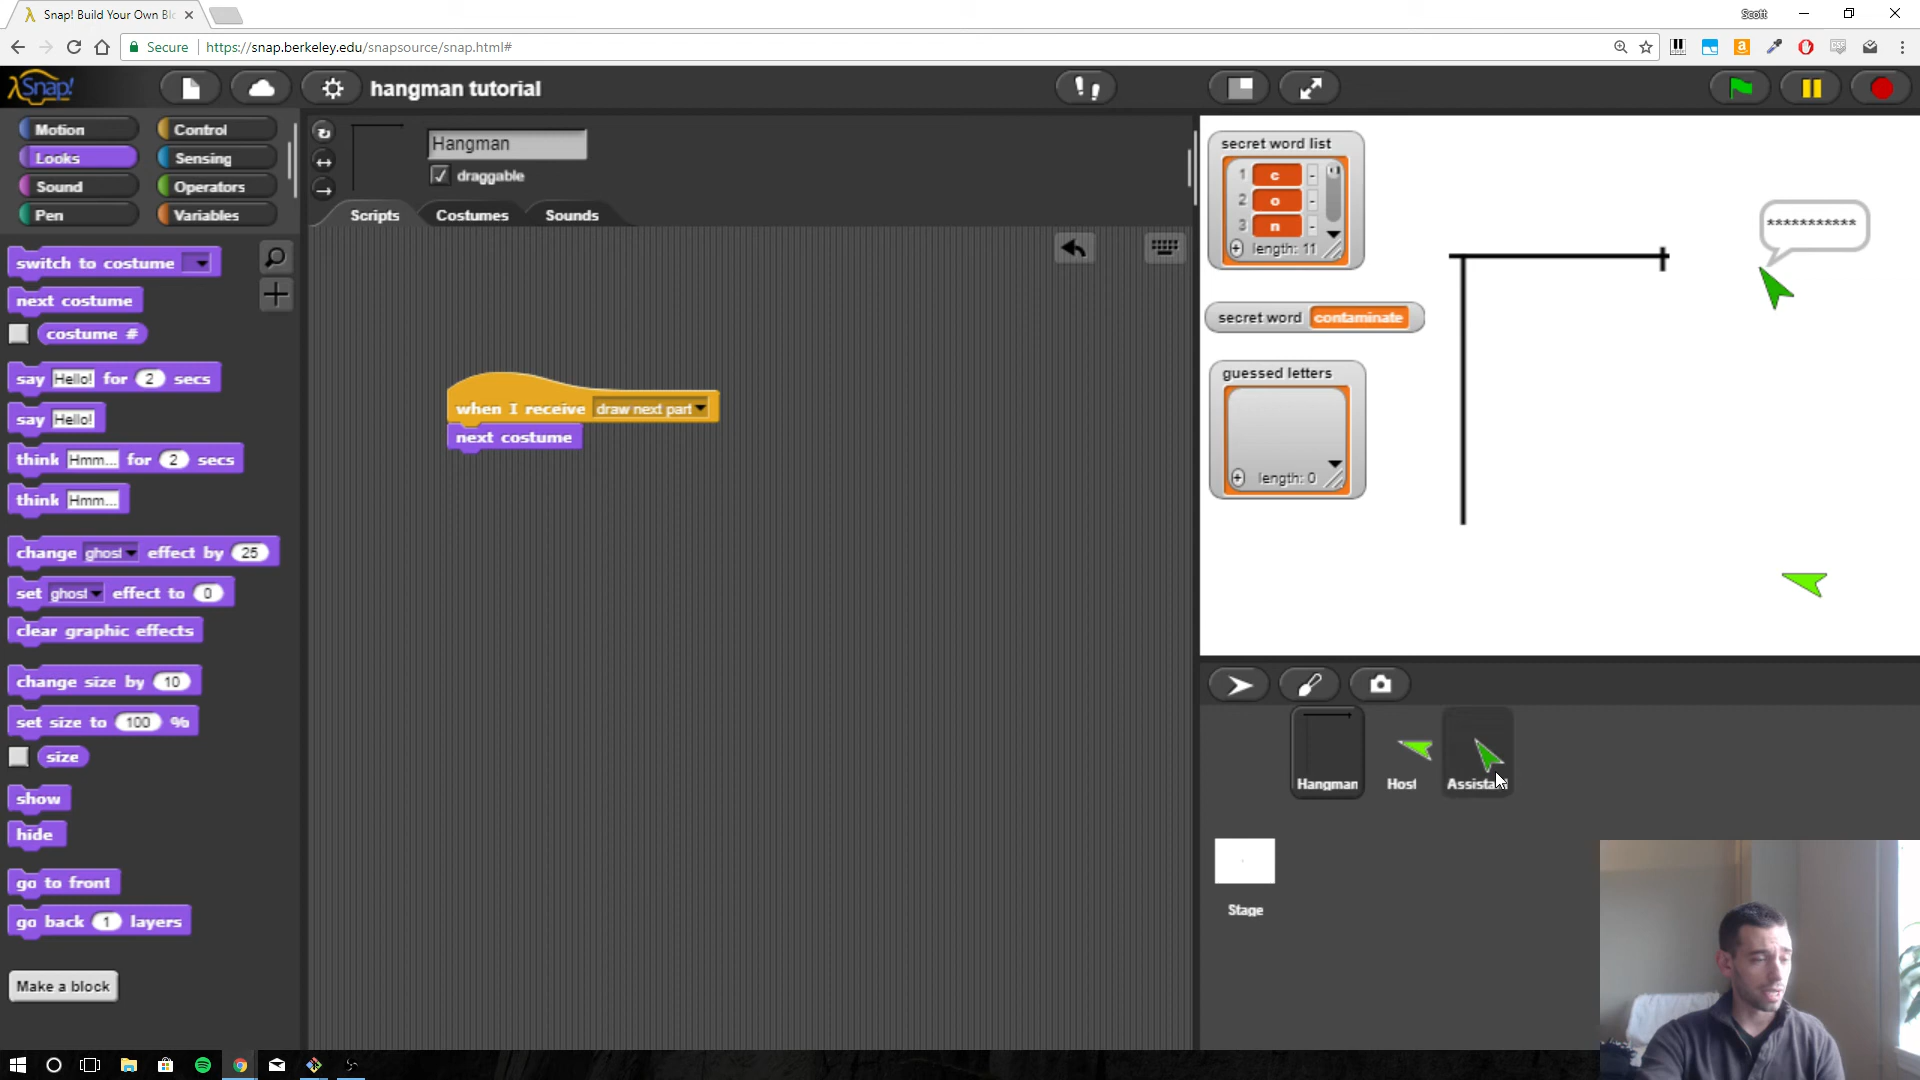 Snap! Build Your Own Bl
Scott
Secure
https://snap.berkeley.edu/snapsource/snap.html#
Snap!
hangman tutorial
Motion
Control
Looks
Sensing
Sound
Operators
Pen
Variables
Hangman
draggable
Scripts
Costumes
Sounds
switch to costume
next costume
costume #
say Hello! for 2 secs
say Hello!
think Hmm... for 2 secs
think Hmm...
change ghost effect by 25
set ghost effect to 0
clear graphic effects
change size by 10
set size to 100 %
size
show
hide
go to front
go back 1 layers
Make a block
when I receive draw next part
next costume
secret word list
1 c -
2 o -
3 n -
length: 11
secret word contaminate
guessed letters
length: 0
***********
Hangman
Host
Assistant
Stage